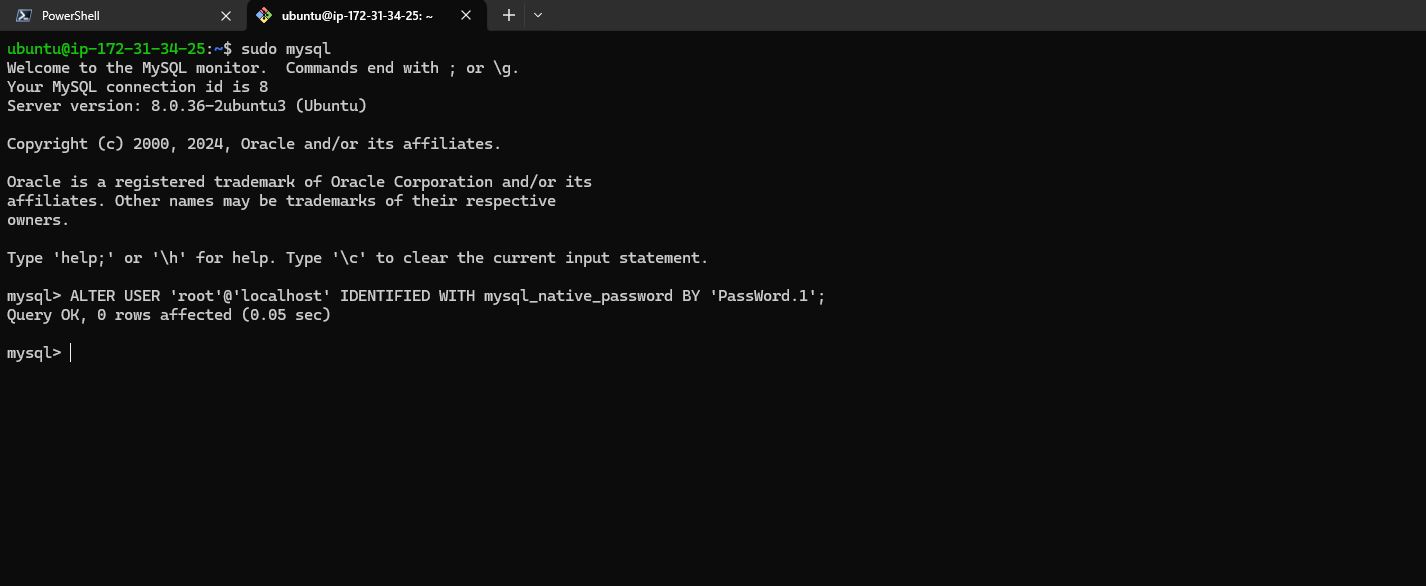 PowerShell
ubuntu@ip-172-31-34-25: ~
ubuntu@ip-172-31-34-25:~$ sudo mysql
Welcome to the MySQL monitor.  Commands end with ; or \g.
Your MySQL connection id is 8
Server version: 8.0.36-2ubuntu3 (Ubuntu)
Copyright (c) 2000, 2024, Oracle and/or its affiliates.
Oracle is a registered trademark of Oracle Corporation and/or its
affiliates. Other names may be trademarks of their respective
owners.
Type 'help;' or '\h' for help. Type '\c' to clear the current input statement.
mysql> ALTER USER 'root'@'localhost' IDENTIFIED WITH mysql_native_password BY 'PassWord.1';
Query OK, 0 rows affected (0.05 sec)
mysql>